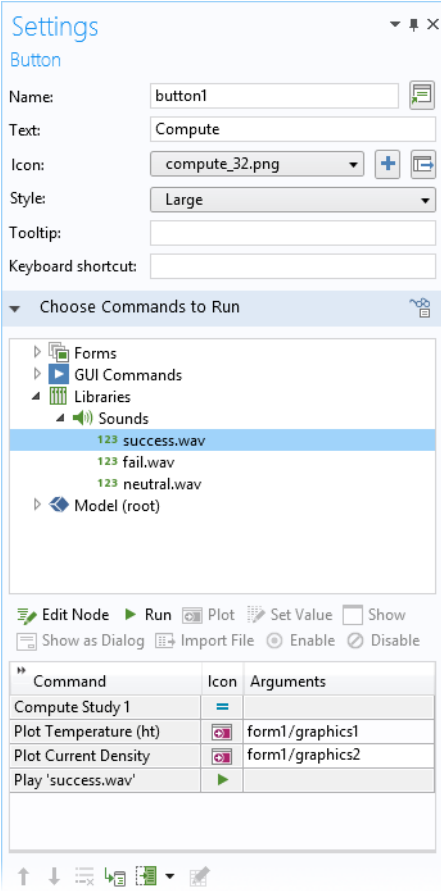 Settings
Button
Name: button1
Text: Compute
Icon: compute_32.png
Style: Large
Tooltip:
Keyboard shortcut:
Choose Commands to Run
Forms
GUI Commands
Libraries
Sounds
123 success.wav
123 fail.wav
123 neutral.wav
Model (root)
Edit Node Run Plot Set Value Show
Show as Dialog Import File Enable Disable
Command Icon Arguments
Compute Study 1
Plot Temperature (ht) form1/graphics1
Plot Current Density form1/graphics2
Play 'success.wav'